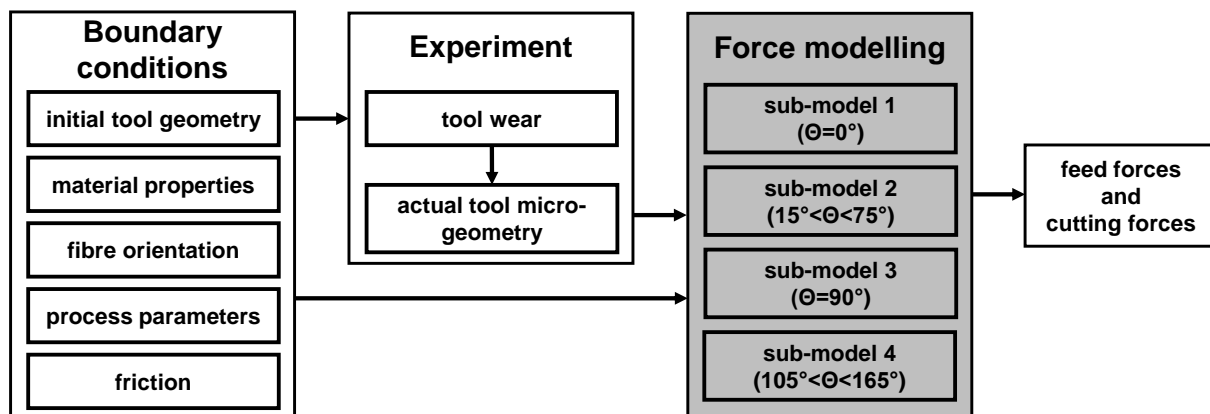 Boundary
conditions
initial tool geometry
material properties
fibre orientation
process parameters
friction
Experiment
tool wear
actual tool micro-
geometry
Force modelling
sub-model 1
(Θ=0°)
sub-model 2
(15°<Θ<75°)
sub-model 3
(Θ=90°)
sub-model 4
(105°<Θ<165°)
feed forces
and
cutting forces